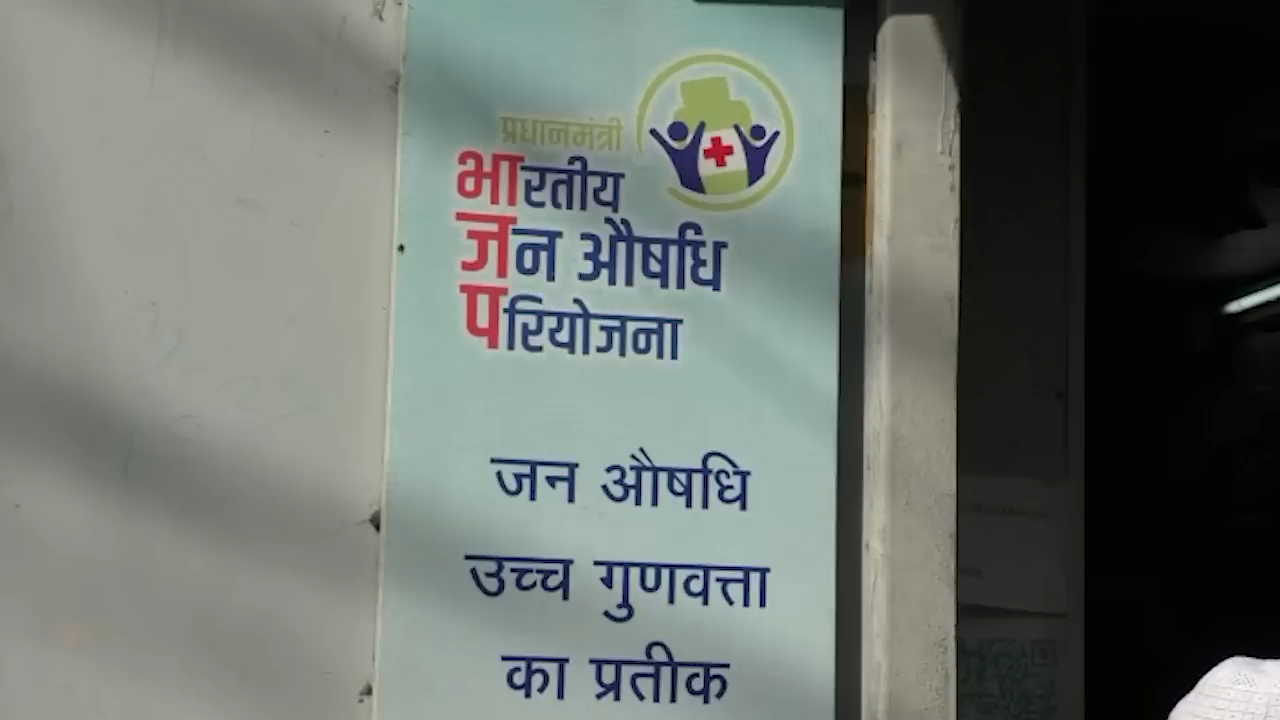 प्रधानमंत्री
भारतीय
जन औषधि
परियोजना
जन औषधि
उच्च गुणवत्ता
का प्रतीक